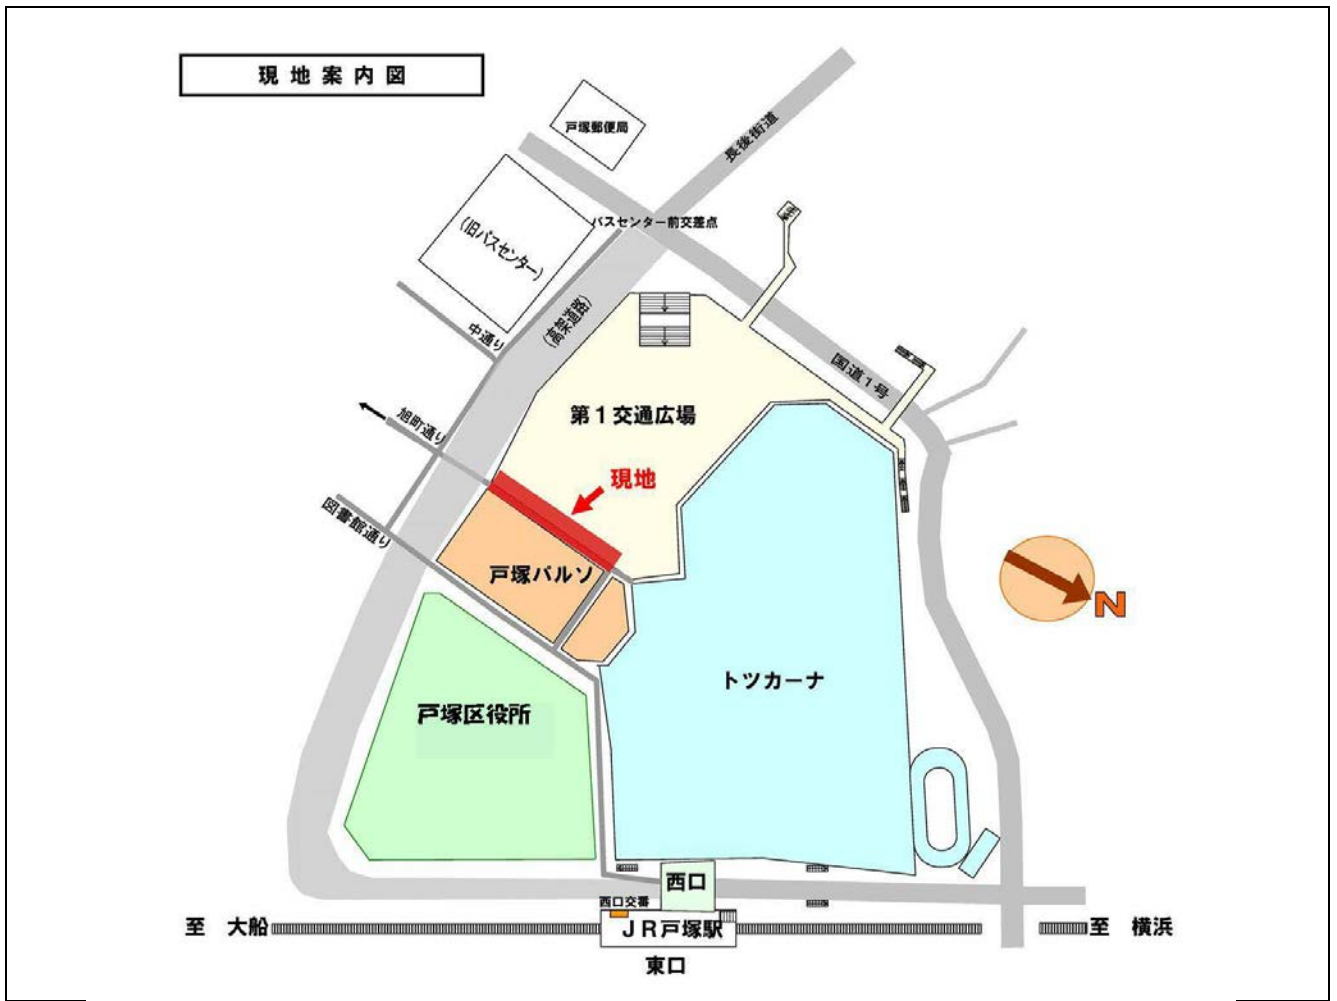 現地案内図
戸塚郵便局
長後街道
バスセンター前交差点
(旧バスセンター)
(高架道路)
中通り
国道1号
旭町通り
第1交通広場
現地
図書館通り
戸塚パルソ
N
トツカーナ
戸塚区役所
西口
西口交番
至 大船
JR戸塚駅
至 横浜
東口